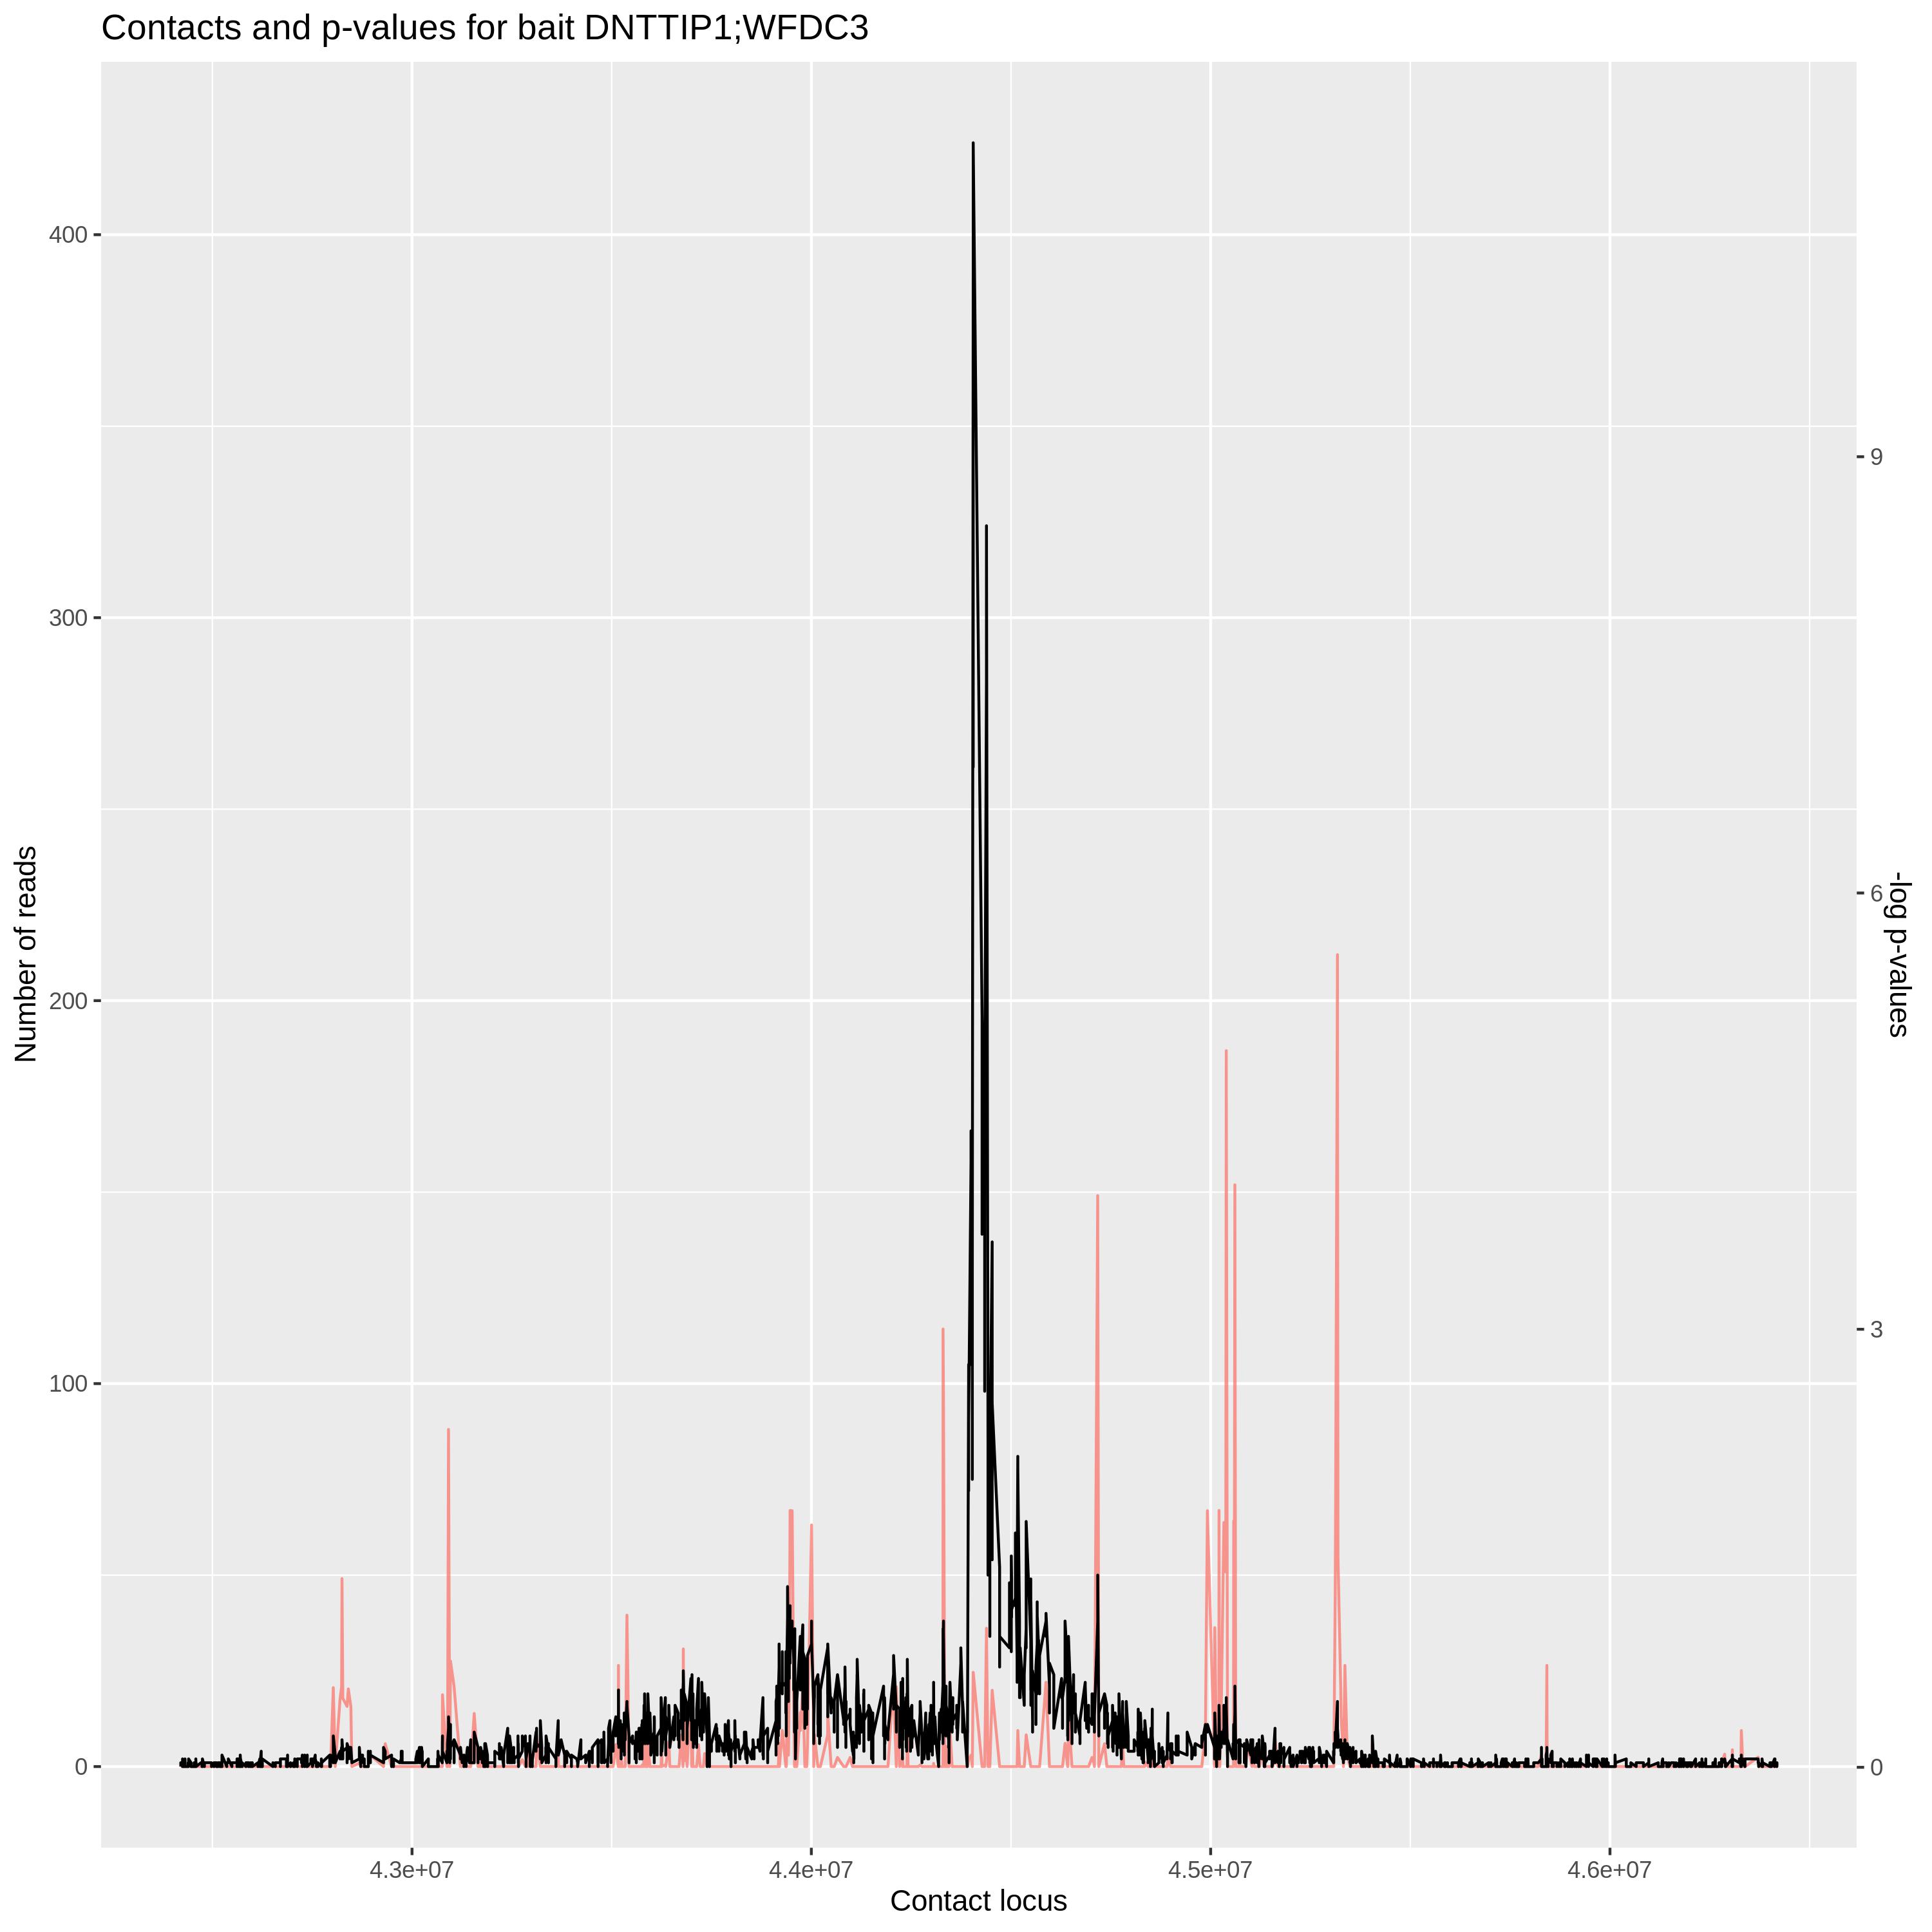 Contacts and p-values for bait DNTTIP1;WFDC3
400
300
200
100
0
Number of reads
9
6
3
0
-log p-values
4.3e+07
4.4e+07
4.5e+07
4.6e+07
Contact locus